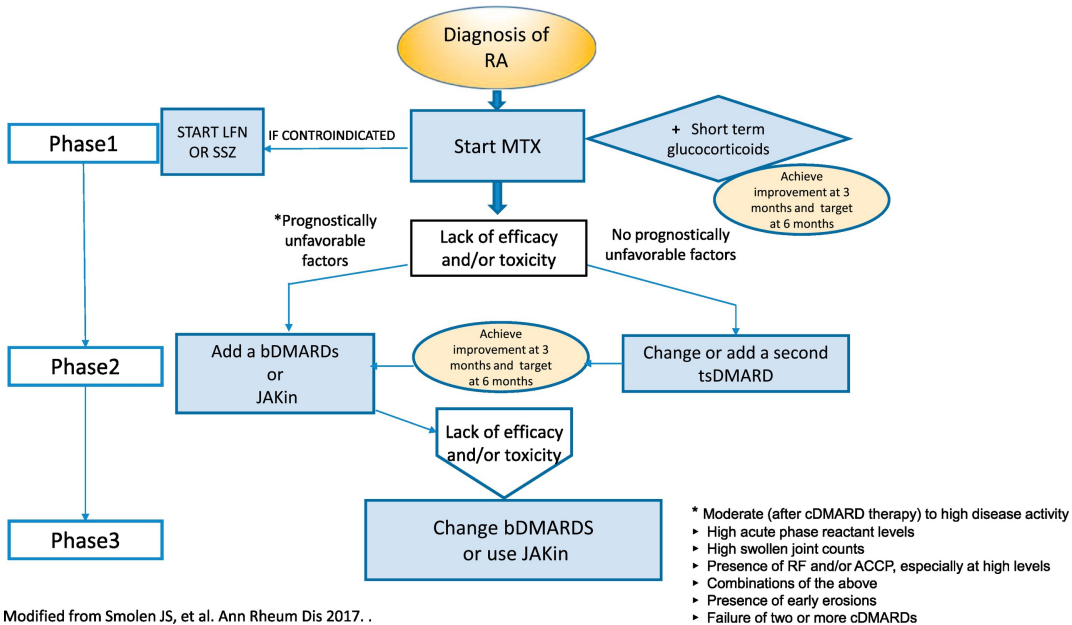 Diagnosis of
RA
Phase1
START LFN
OR SSZ
IF CONTROINDICATED
Start MTX
+ Short term
glucocorticoids
Achieve
improvement at 3
months and target
at 6 months
*Prognostically
unfavorable
factors
Lack of efficacy
and/or toxicity
No prognostically
unfavorable factors
Phase2
Add a bDMARDs
or
JAKin
Achieve
improvement at 3
months and target
at 6 months
Change or add a second
tsDMARD
Lack of efficacy
and/or toxicity
Phase3
Change bDMARDS
or use JAKin
* Moderate (after cDMARD therapy) to high disease activity
▸ High acute phase reactant levels
▸ High swollen joint counts
▸ Presence of RF and/or ACCP, especially at high levels
▸ Combinations of the above
▸ Presence of early erosions
▸ Failure of two or more cDMARDs
Modified from Smolen JS, et al. Ann Rheum Dis 2017. .